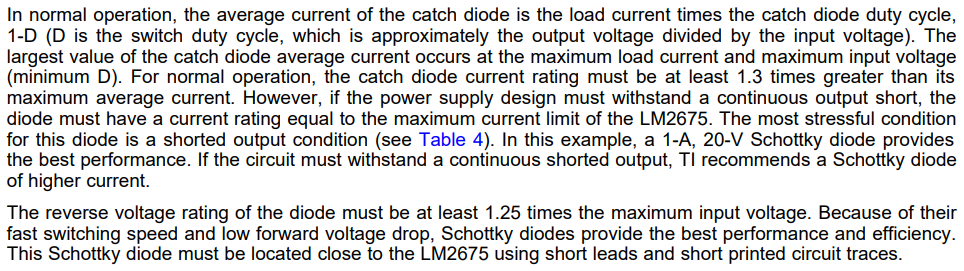 In normal operation, the average current of the catch diode is the load current times the catch diode duty cycle,
1-D (D is the switch duty cycle, which is approximately the output voltage divided by the input voltage). The
largest value of the catch diode average current occurs at the maximum load current and maximum input voltage
(minimum D). For normal operation, the catch diode current rating must be at least 1.3 times greater than its
maximum average current. However, if the power supply design must withstand a continuous output short, the
diode must have a current rating equal to the maximum current limit of the LM2675. The most stressful condition
for this diode is a shorted output condition (see Table 4). In this example, a 1-A, 20-V Schottky diode provides
the best performance. If the circuit must withstand a continuous shorted output, TI recommends a Schottky diode
of higher current.
The reverse voltage rating of the diode must be at least 1.25 times the maximum input voltage. Because of their
fast switching speed and low forward voltage drop, Schottky diodes provide the best performance and efficiency.
This Schottky diode must be located close to the LM2675 using short leads and short printed circuit traces.